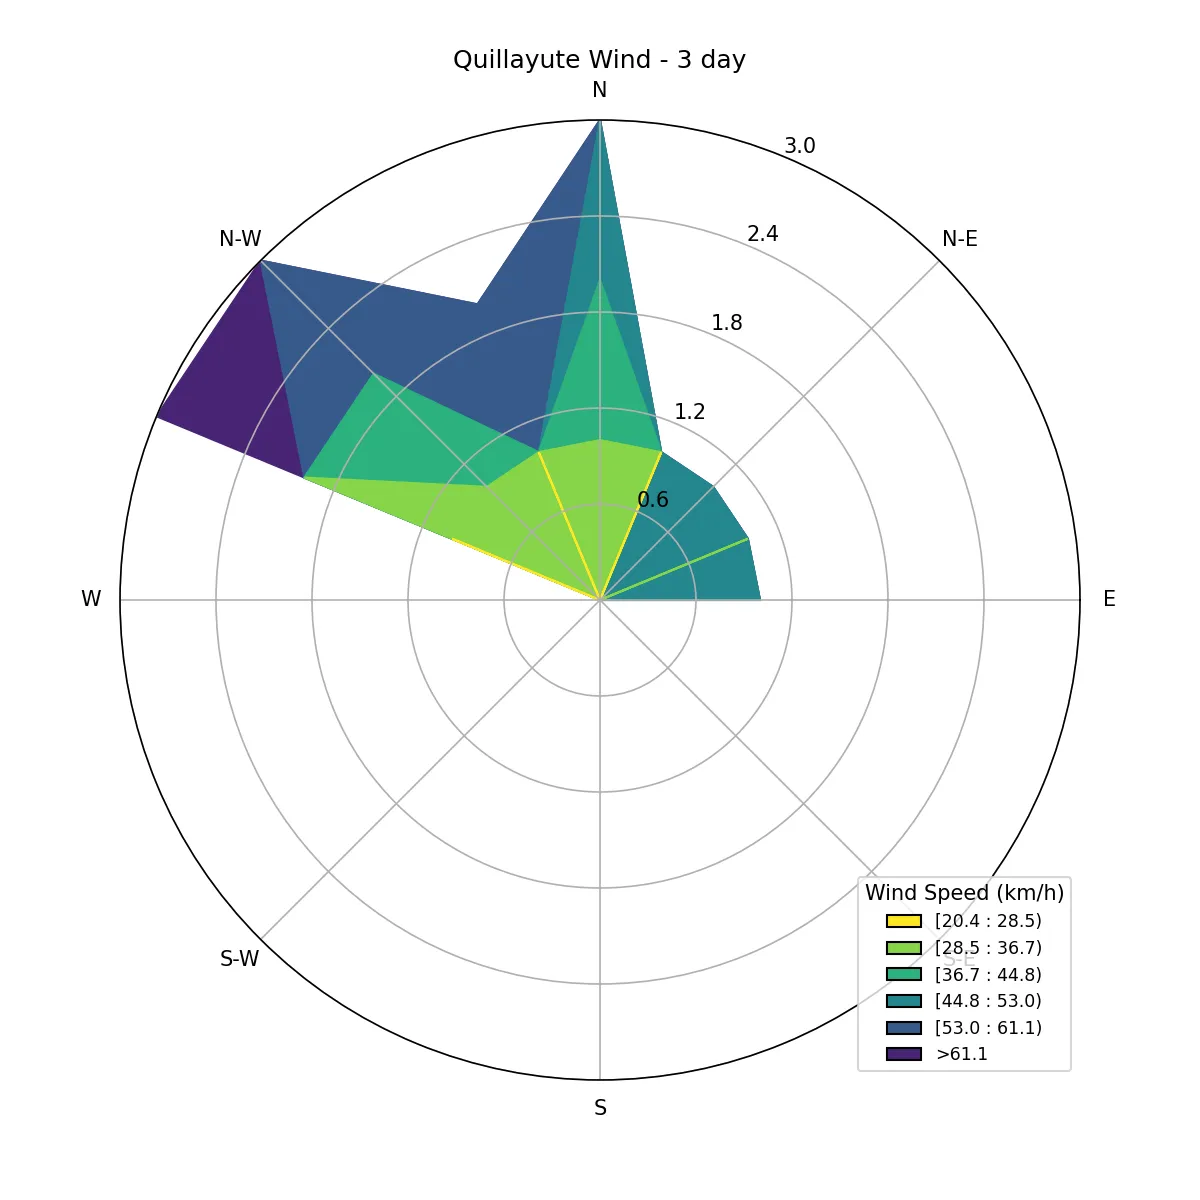 Quillayute Wind - 3 day
N
3.0
N-W
2.4
N-E
1.8
1.2
0.6
W
E
Wind Speed (km/h)
[20.4 : 28.5)
[28.5 : 36.7)
S-W
S-E
[36.7 : 44.8)
[44.8 : 53.0)
[53.0 : 61.1)
>61.1
S